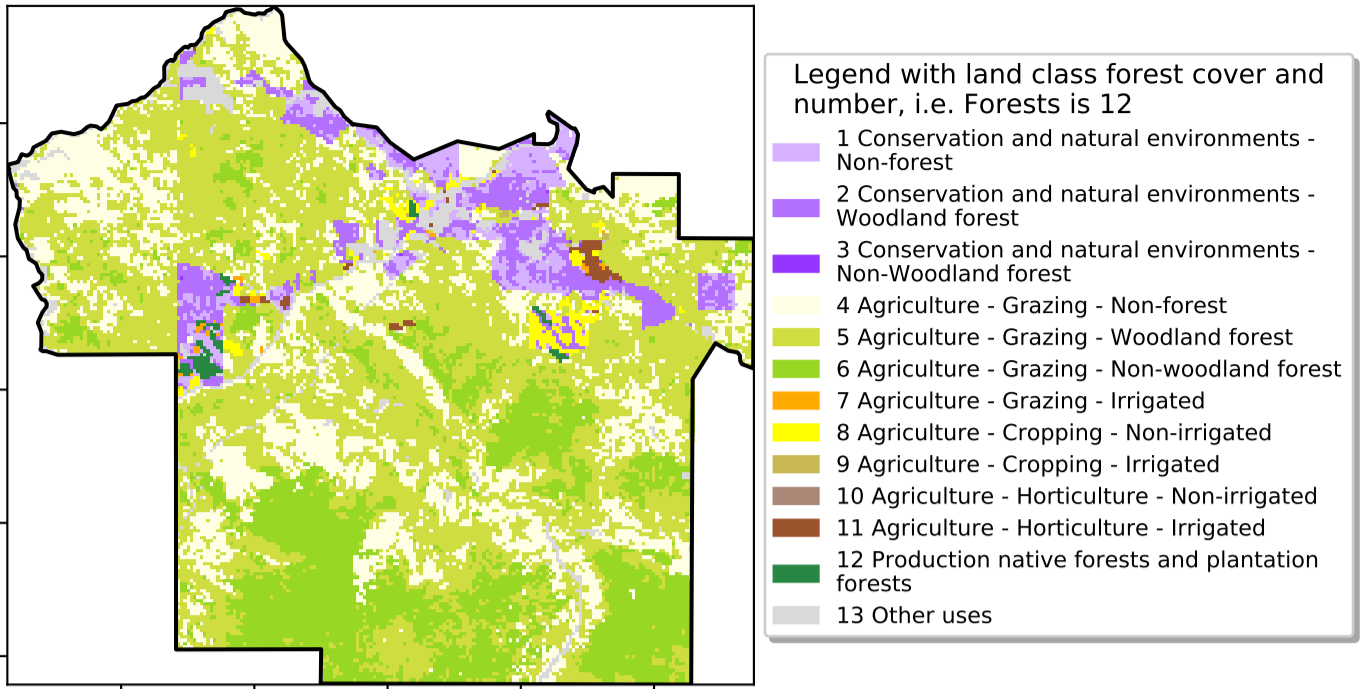 Legend with land class forest cover and
number, i.e. Forests is 12
1 Conservation and natural environments -
Non-forest
2 Conservation and natural environments -
Woodland forest
3 Conservation and natural environments -
Non-Woodland forest
4 Agriculture - Grazing - Non-forest
5 Agriculture - Grazing - Woodland forest
6 Agriculture - Grazing - Non-woodland forest
7 Agriculture - Grazing - Irrigated
8 Agriculture - Cropping - Non-irrigated
9 Agriculture - Cropping - Irrigated
10 Agriculture - Horticulture - Non-irrigated
11 Agriculture - Horticulture - Irrigated
12 Production native forests and plantation
forests
13 Other uses